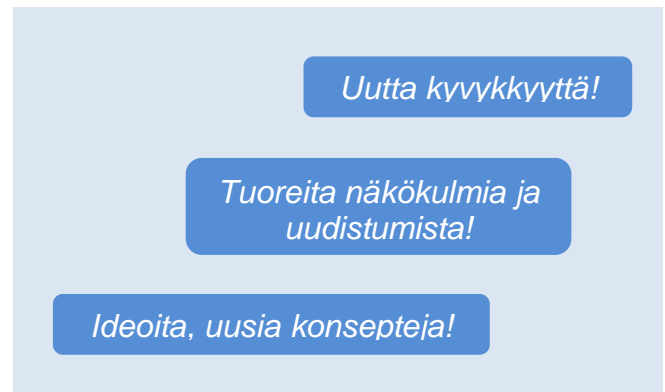 Uutta kyvykkyyttä!
Tuoreita näkökulmia ja
uudistumista!
Ideoita, uusia konsepteja!